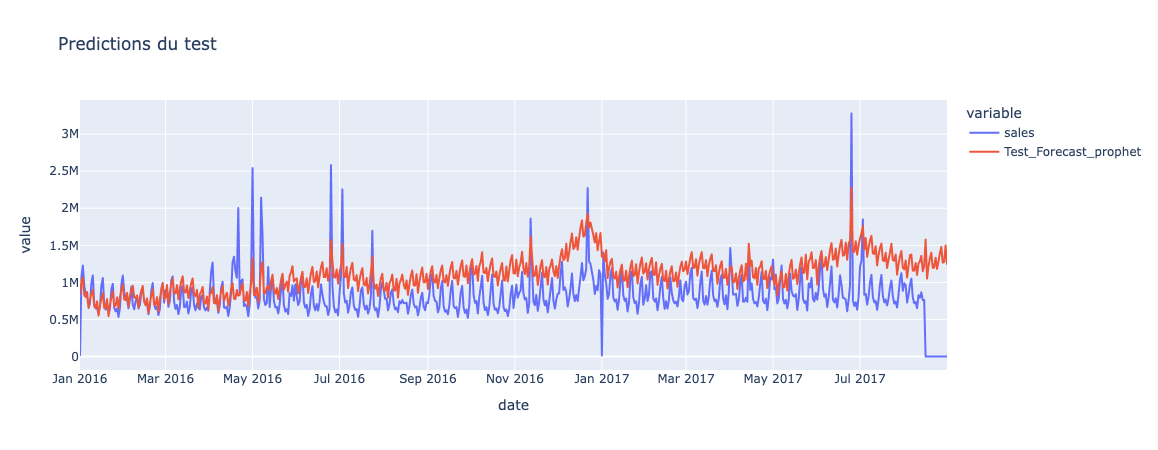 Predictions du test
variable
sales
Test_Forecast_prophet
value
3M
2.5M
2M
1.5M
1M
0.5M
0
Jan 2016 Mar 2016 May 2016 Jul 2016 Sep 2016 Nov 2016 Jan 2017 Mar 2017 May 2017 Jul 2017
date